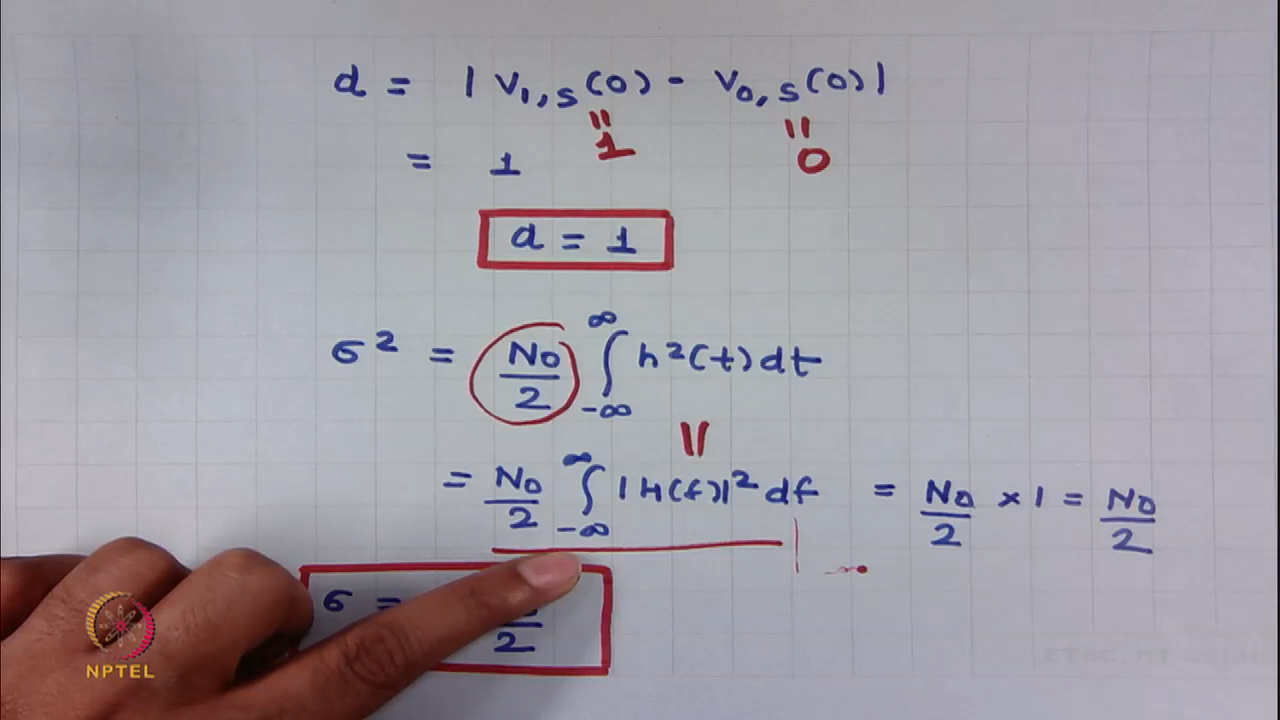 d = | V1,s(0) - V0,s(0) |
= 1 1 0
d = 1
σ² = N0/2 ∫_{-∞}^{∞} h²(t) dt
= N0/2 ∫_{-∞}^{∞} |H(f)|² df = N0/2 × 1 = N0/2
σ = 2
NPTEL